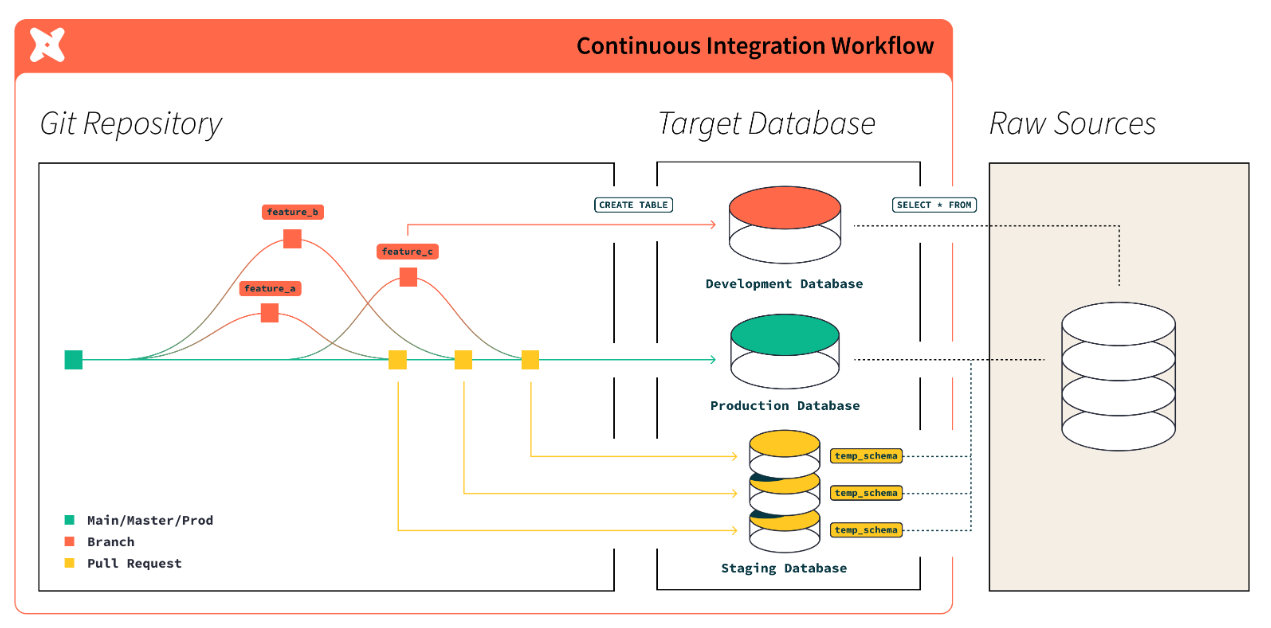 Continuous Integration Workflow
Git Repository
Target Database
Raw Sources
feature_b
CREATE TABLE
SELECT * FROM
feature_c
feature_a
Development Database
Production Database
temp_schema
temp_schema
temp_schema
Staging Database
Main/Master/Prod
Branch
Pull Request